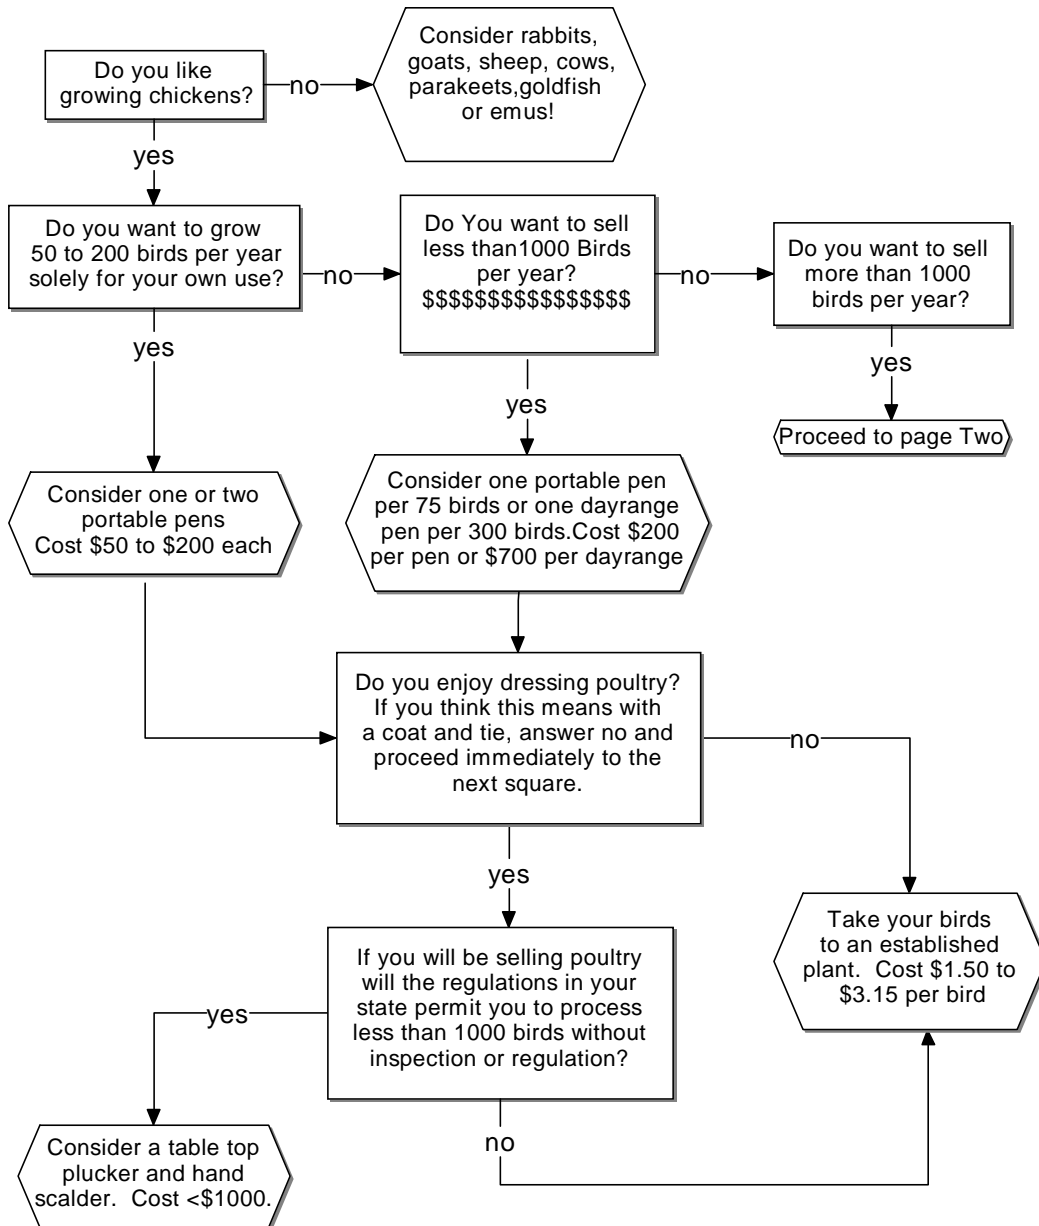 Do you like
growing chickens?
no
Consider rabbits,
goats, sheep, cows,
parakeets,goldfish
or emus!
yes
Do you want to grow
50 to 200 birds per year
solely for your own use?
no
Do You want to sell
less than1000 Birds
per year?
$$$$$$$$$$$$$$$$
no
Do you want to sell
more than 1000
birds per year?
yes
yes
yes
Proceed to page Two
Consider one or two
portable pens
Cost $50 to $200 each
Consider one portable pen
per 75 birds or one dayrange
pen per 300 birds.Cost $200
per pen or $700 per dayrange
Do you enjoy dressing poultry?
If you think this means with
a coat and tie, answer no and
proceed immediately to the
next square.
no
yes
Take your birds
to an established
plant. Cost $1.50 to
$3.15 per bird
If you will be selling poultry
will the regulations in your
state permit you to process
less than 1000 birds without
inspection or regulation?
yes
no
Consider a table top
plucker and hand
scalder. Cost <$1000.